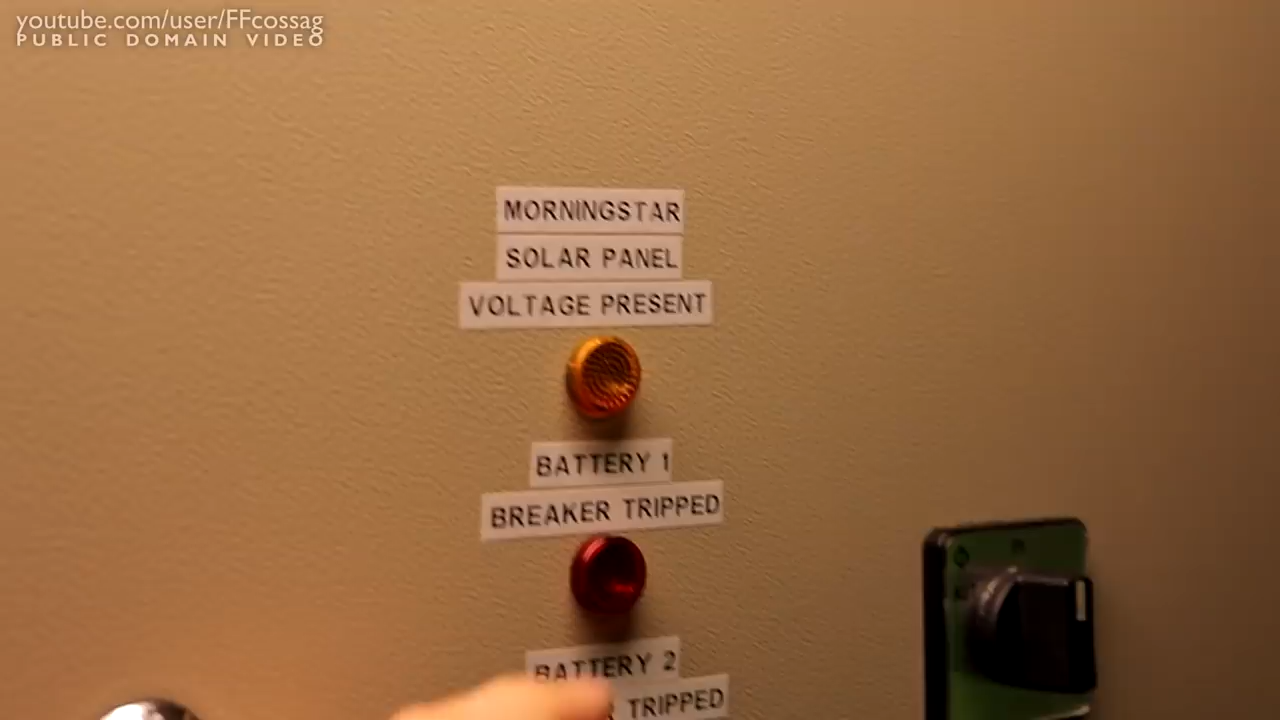 youtube.com/user/FFcossag
PUBLIC DOMAIN VIDEO
MORNINGSTAR
SOLAR PANEL
VOLTAGE PRESENT
BATTERY 1
BREAKER TRIPPED
BATTERY 2
TRIPPED